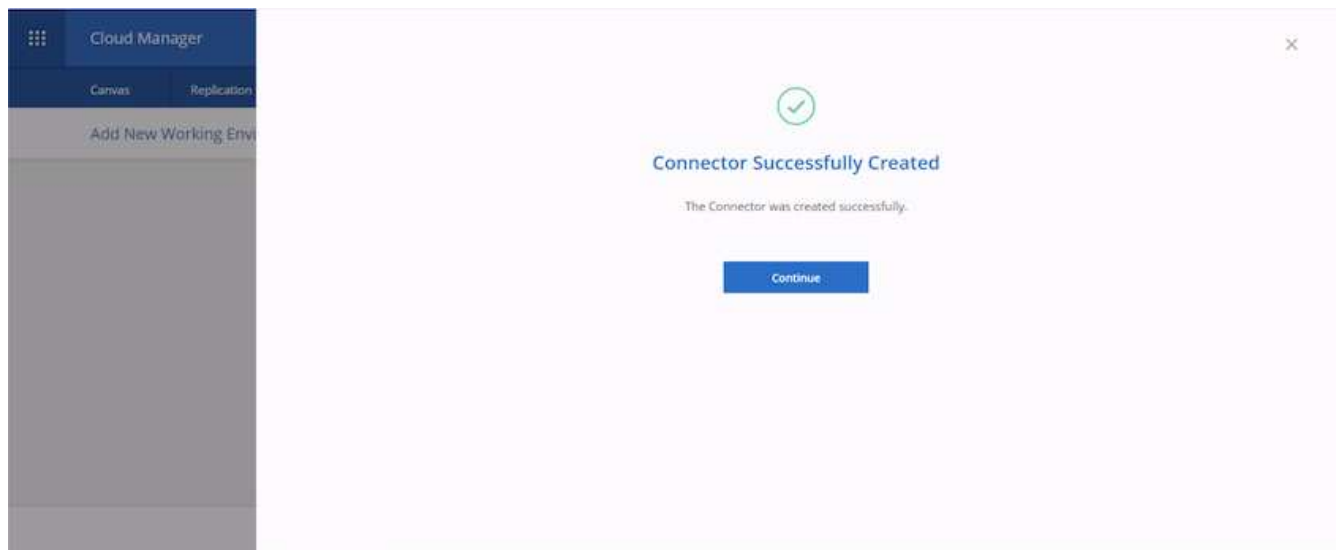 Cloud Manager
Canvas Replication
Add New Working Envi
Connector Successfully Created
The Connector was created successfully.
Continue